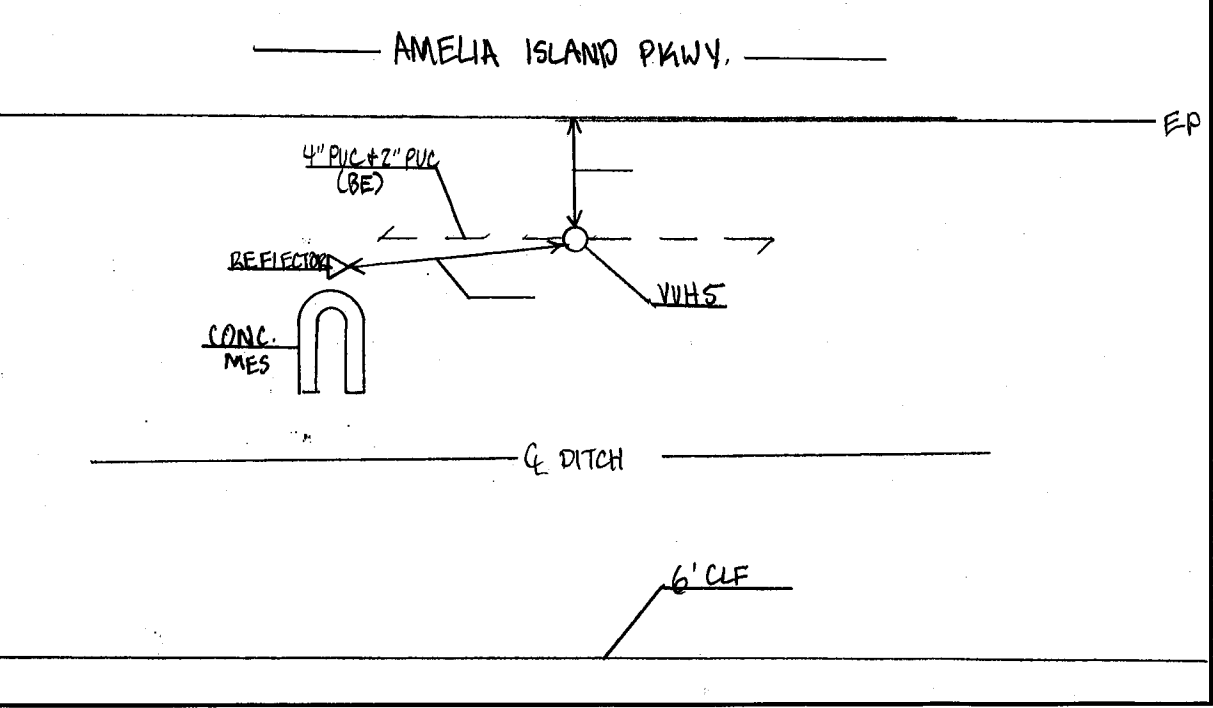 AMELIA ISLAND PKWY.
EP
4" PVC + 2" PVC
(BE)
REFLECTOR
VVH5
CONC.
MES
℄ DITCH
6' CLF